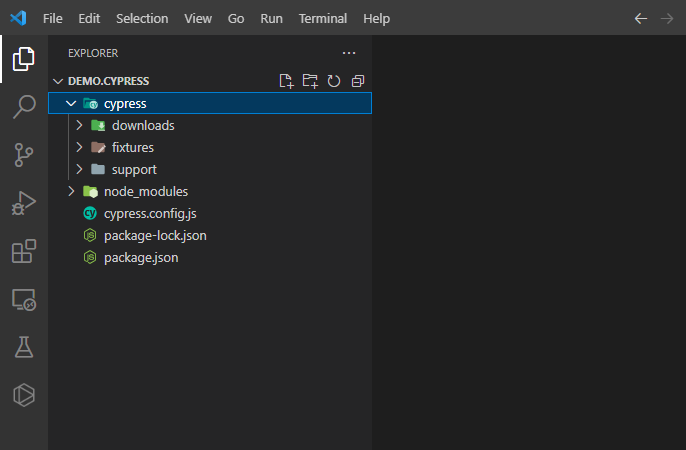 File Edit Selection View Go Run Terminal Help
EXPLORER
DEMO.CYPRESS
cypress
downloads
fixtures
support
node_modules
cypress.config.js
package-lock.json
package.json